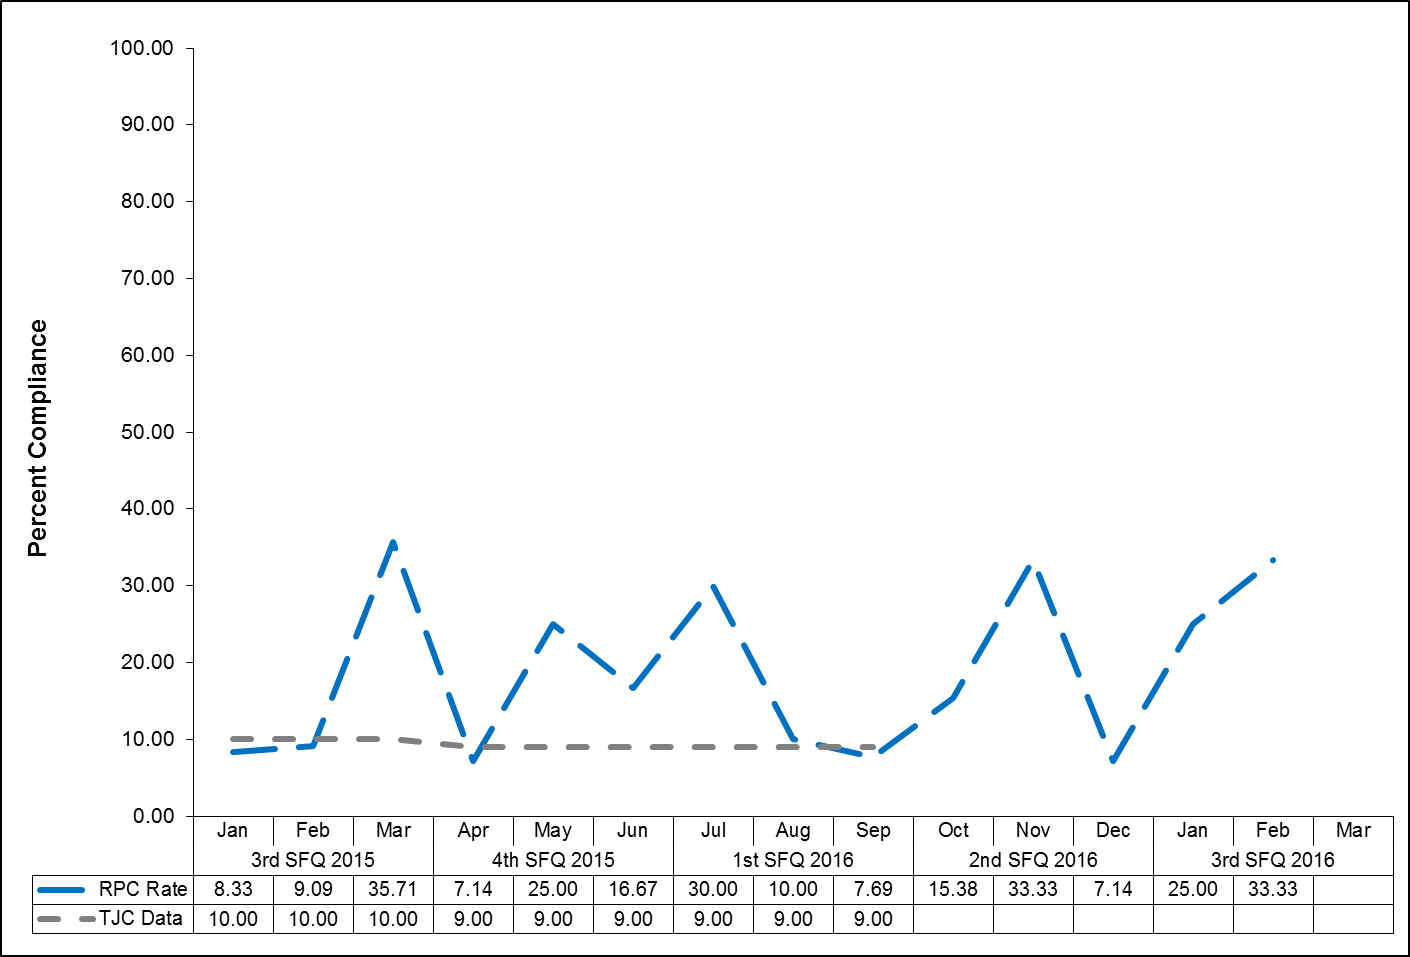 100.00
90.00
80.00
70.00
60.00
50.00
40.00
30.00
20.00
10.00
0.00
Percent Compliance
Jan Feb Mar Apr May Jun Jul Aug Sep Oct Nov Dec Jan Feb Mar
3rd SFQ 2015 4th SFQ 2015 1st SFQ 2016 2nd SFQ 2016 3rd SFQ 2016
RPC Rate 8.33 9.09 35.71 7.14 25.00 16.67 30.00 10.00 7.69 15.38 33.33 7.14 25.00 33.33
TJC Data 10.00 10.00 10.00 9.00 9.00 9.00 9.00 9.00 9.00